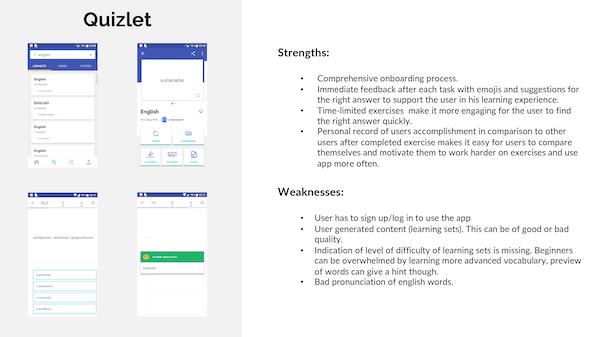 Quizlet
english
English
ENGLISH
English
English
sustainable
English
SUPER GEMACHT!
Strengths:
• Comprehensive onboarding process.
• Immediate feedback after each task with emojis and suggestions for
the right answer to support the user in his learning experience.
• Time-limited exercises make it more engaging for the user to find
the right answer quickly.
• Personal record of users accomplishment in comparison to other
users after completed exercise makes it easy for users to compare
themselves and motivate them to work harder on exercises and use
app more often.
Weaknesses:
• User has to sign up/log in to use the app
• User generated content (learning sets). This can be of good or bad
quality.
• Indication of level of difficulty of learning sets is missing. Beginners
can be overwhelmed by learning more advanced vocabulary, preview
of words can give a hint though.
• Bad pronunciation of english words.